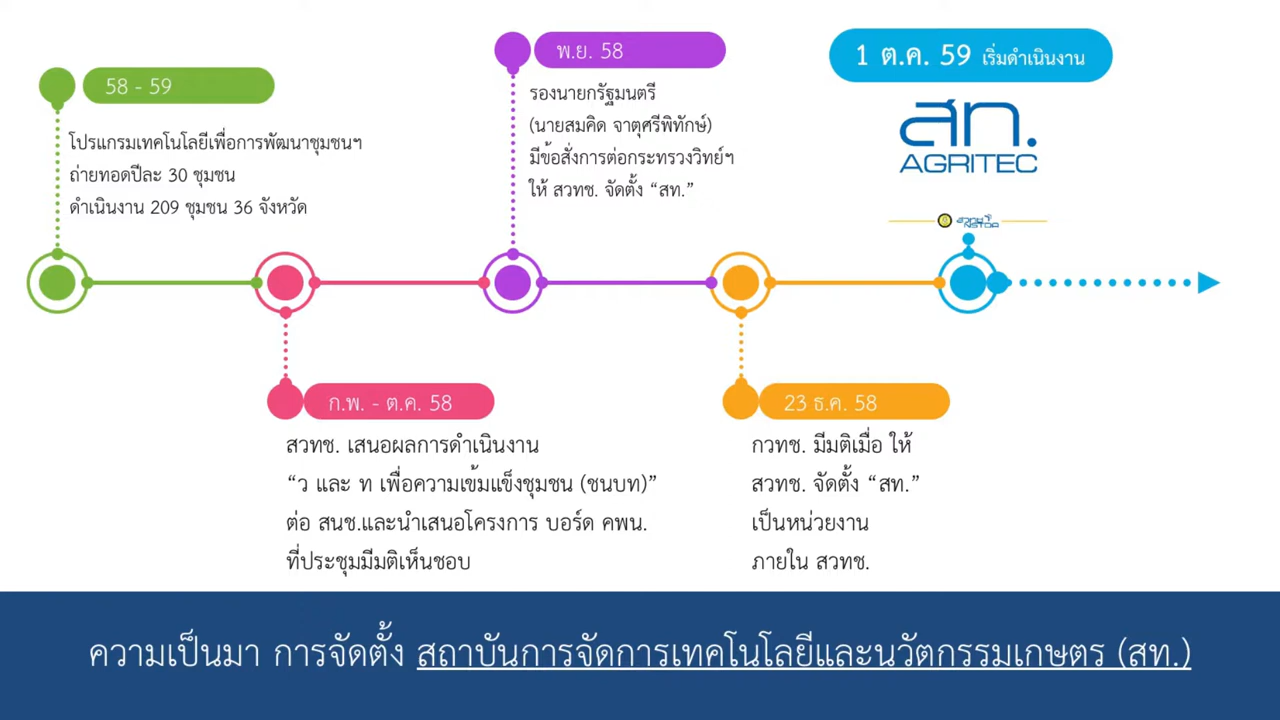 58 - 59
โปรแกรมเทคโนโลยีเพื่อการพัฒนาชุมชนฯ
ถ่ายทอดปีละ 30 ชุมชน
ดำเนินงาน 209 ชุมชน 36 จังหวัด
ก.พ. - ต.ค. 58
สวทช. เสนอผลการดำเนินงาน
“ว และ ท เพื่อความเข้มแข็งชุมชน (ชนบท)”
ต่อ สนช.และนำเสนอโครงการ บอร์ด คพน.
ที่ประชุมมีมติเห็นชอบ
พ.ย. 58
รองนายกรัฐมนตรี
(นายสมคิด จาตุศรีพิทักษ์)
มีข้อสั่งการต่อกระทรวงวิทย์ฯ
ให้ สวทช. จัดตั้ง “สท.”
23 ธ.ค. 58
กวทช. มีมติเมื่อ ให้
สวทช. จัดตั้ง “สท.”
เป็นหน่วยงาน
ภายใน สวทช.
1 ต.ค. 59 เริ่มดำเนินงาน
สท.
AGRITEC
สวทช
NSTDA
ความเป็นมา การจัดตั้ง สถาบันการจัดการเทคโนโลยีและนวัตกรรมเกษตร (สท.)